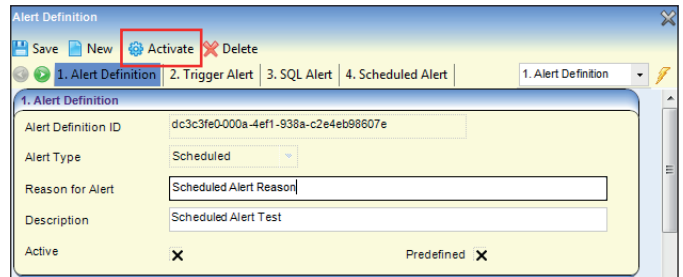 Alert Definition
Save New Activate Delete
1. Alert Definition 2. Trigger Alert 3. SQL Alert 4. Scheduled Alert 1. Alert Definition
1. Alert Definition
Alert Definition ID dc3c3fe0-000a-4ef1-938a-c2e4eb98607e
Alert Type Scheduled
Reason for Alert Scheduled Alert Reason
Description Scheduled Alert Test
Active Predefined